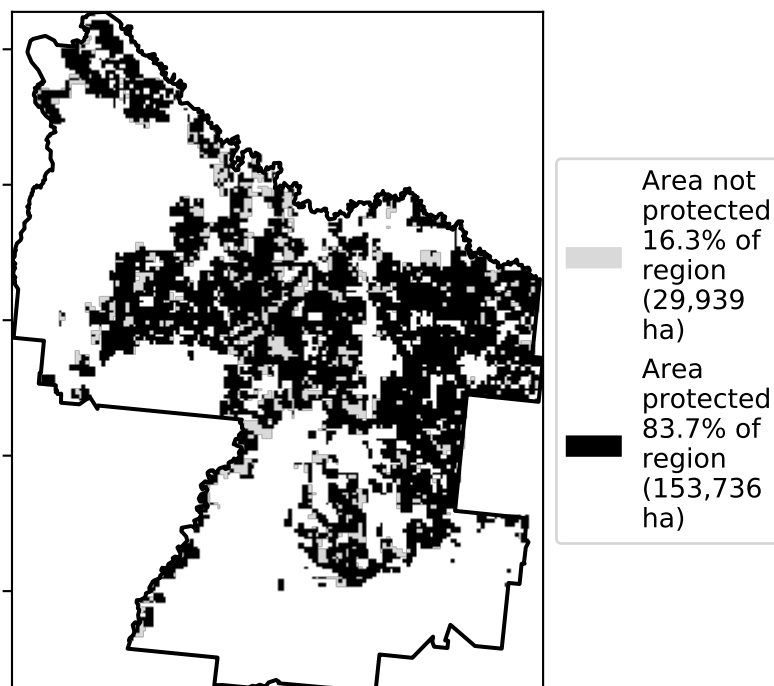 Area not
protected
16.3% of
region
(29,939
ha)
Area
protected
83.7% of
region
(153,736
ha)